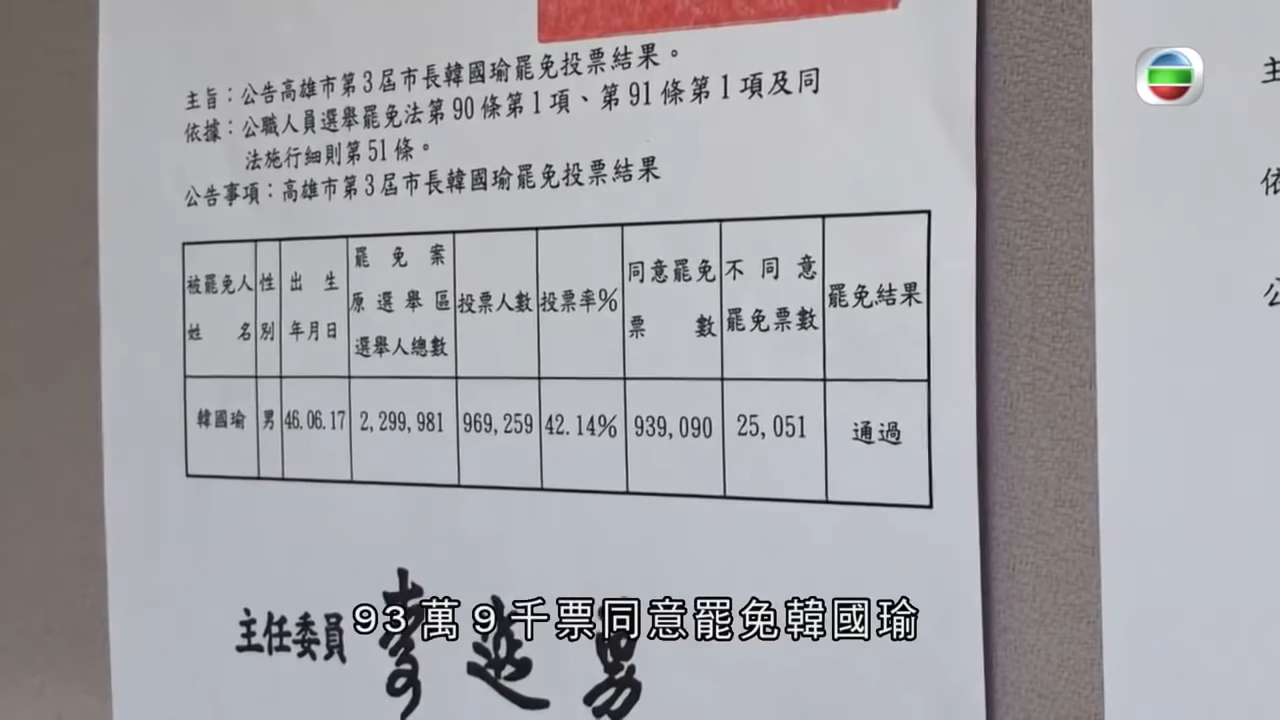 主旨：公告高雄市第3屆市長韓國瑜罷免投票結果。
依據：公職人員選舉罷免法第90條第1項、第91條第1項及同
法施行細則第51條。
公告事項：高雄市第3屆市長韓國瑜罷免投票結果
被罷免人姓名 性別 出生年月日 罷免案原選舉區選舉人總數 投票人數 投票率% 同意罷免票數 不同意罷免票數 罷免結果
韓國瑜 男 46.06.17 2,299,981 969,259 42.14% 939,090 25,051 通過
主任委員 李進勇
93萬9千票同意罷免韓國瑜
主
依
公